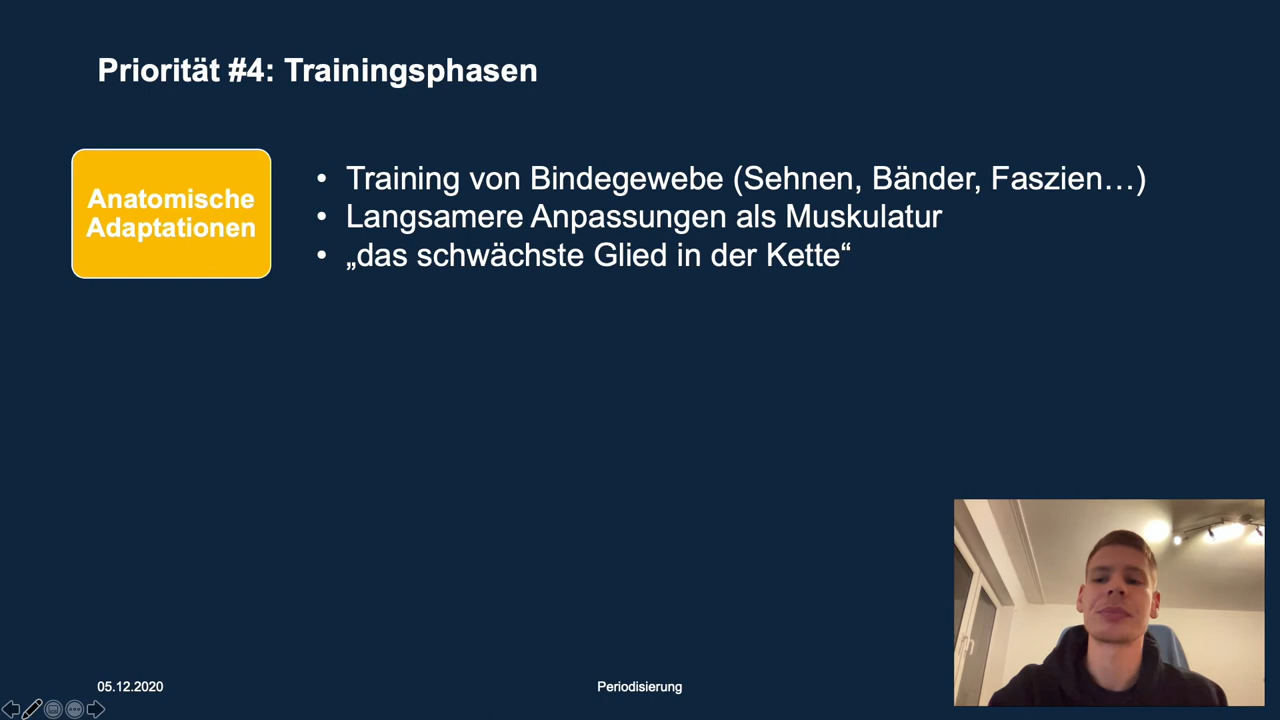 Priorität #4: Trainingsphasen
Anatomische
Adaptationen
• Training von Bindegewebe (Sehnen, Bänder, Faszien…)
• Langsamere Anpassungen als Muskulatur
• „das schwächste Glied in der Kette“
05.12.2020
Periodisierung